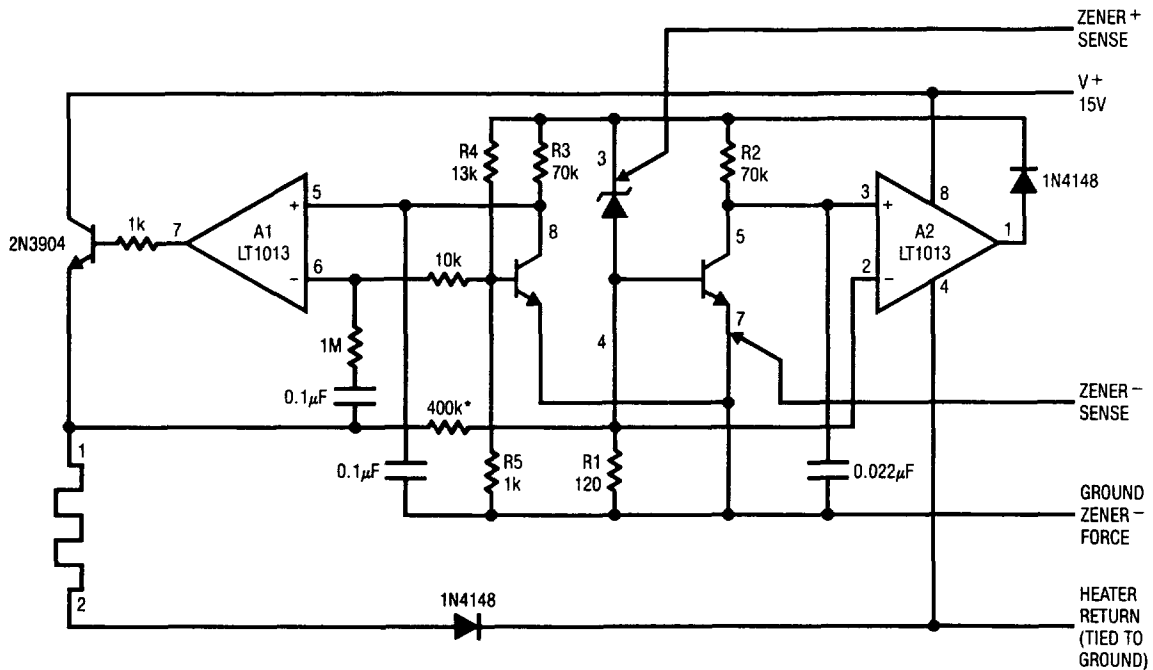 ZENER +
SENSE
V +
15V
R4
13k
R3
70k
3
R2
70k
1N4148
2N3904
1k
7
A1
LT1013
5
+
6
−
8
10k
5
7
4
3
+
2
−
A2
LT1013
8
1
4
1M
0.1μF
400k*
ZENER −
SENSE
1
0.1μF
R5
1k
R1
120
0.022μF
GROUND
ZENER −
FORCE
2
1N4148
HEATER
RETURN
(TIED TO
GROUND)